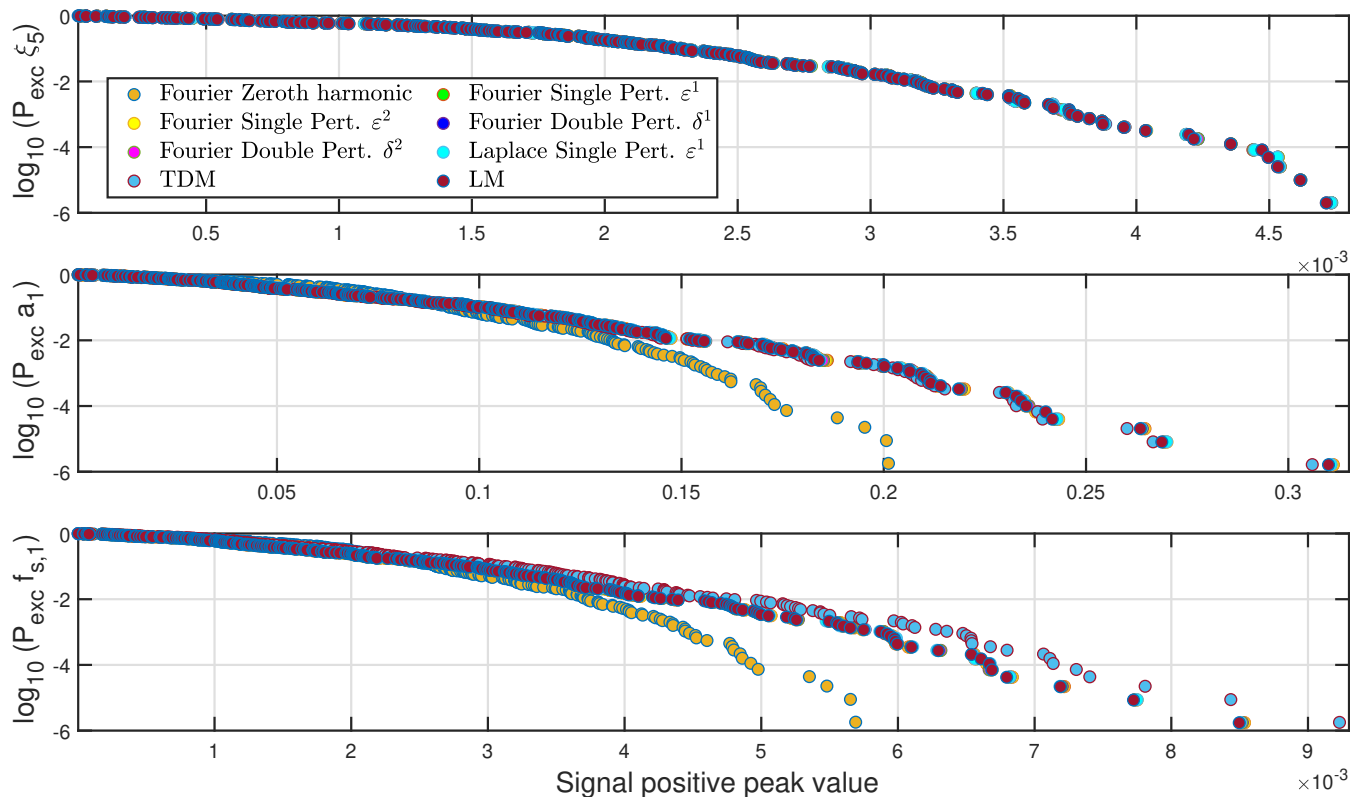 0
-2
-4
-6
log10 (Pexc ξ5)
Fourier Zeroth harmonic
Fourier Single Pert. ε¹
Fourier Single Pert. ε²
Fourier Double Pert. δ¹
Fourier Double Pert. δ²
Laplace Single Pert. ε¹
TDM
LM
0.5 1 1.5 2 2.5 3 3.5 4 4.5
×10⁻³
0
-2
-4
-6
log10 (Pexc a1)
0.05 0.1 0.15 0.2 0.25 0.3
0
-2
-4
-6
log10 (Pexc fs,1)
1 2 3 4 5 6 7 8 9
×10⁻³
Signal positive peak value